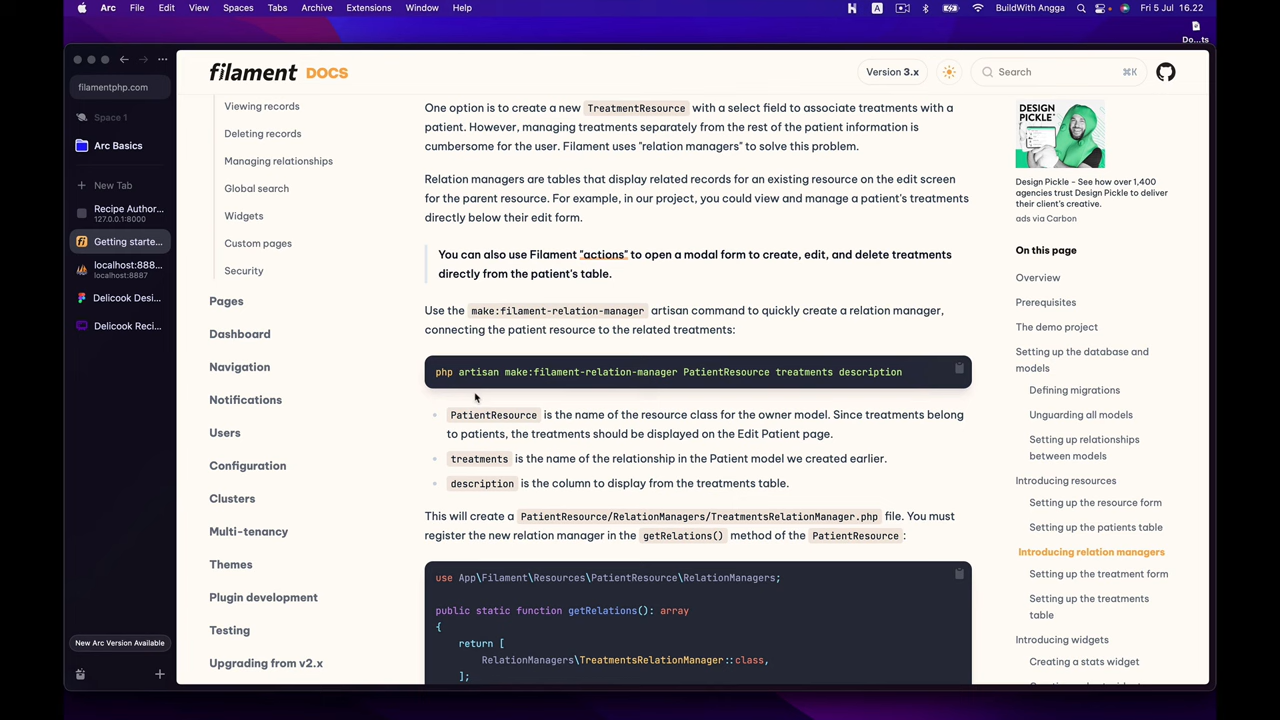 Arc File Edit View Spaces Tabs Archive Extensions Window Help
A
BuildWith Angga
Fri 5 Jul 16.22
Do...ts
filamentphp.com
Space 1
Arc Basics
New Tab
Recipe Author...
127.0.0.1:8000
Getting starte...
localhost:888...
localhost:8887
Delicook Desi...
Delicook Reci...
New Arc Version Available
filament DOCS
Version 3.x
Search
⌘K
Viewing records
Deleting records
Managing relationships
Global search
Widgets
Custom pages
Security
Pages
Dashboard
Navigation
Notifications
Users
Configuration
Clusters
Multi-tenancy
Themes
Plugin development
Testing
Upgrading from v2.x
One option is to create a new TreatmentResource with a select field to associate treatments with a
patient. However, managing treatments separately from the rest of the patient information is
cumbersome for the user. Filament uses "relation managers" to solve this problem.
Relation managers are tables that display related records for an existing resource on the edit screen
for the parent resource. For example, in our project, you could view and manage a patient's treatments
directly below their edit form.
You can also use Filament "actions" to open a modal form to create, edit, and delete treatments
directly from the patient's table.
Use the make:filament-relation-manager artisan command to quickly create a relation manager,
connecting the patient resource to the related treatments:
php artisan make:filament-relation-manager PatientResource treatments description
• PatientResource is the name of the resource class for the owner model. Since treatments belong
to patients, the treatments should be displayed on the Edit Patient page.
• treatments is the name of the relationship in the Patient model we created earlier.
• description is the column to display from the treatments table.
This will create a PatientResource/RelationManagers/TreatmentsRelationManager.php file. You must
register the new relation manager in the getRelations() method of the PatientResource:
use App\Filament\Resources\PatientResource\RelationManagers;
public static function getRelations(): array
{
return [
RelationManagers\TreatmentsRelationManager::class,
];
DESIGN
PICKLE
Design Pickle - See how over 1,400
agencies trust Design Pickle to deliver
their client's creative.
ads via Carbon
On this page
Overview
Prerequisites
The demo project
Setting up the database and
models
Defining migrations
Unguarding all models
Setting up relationships
between models
Introducing resources
Setting up the resource form
Setting up the patients table
Introducing relation managers
Setting up the treatment form
Setting up the treatments
table
Introducing widgets
Creating a stats widget